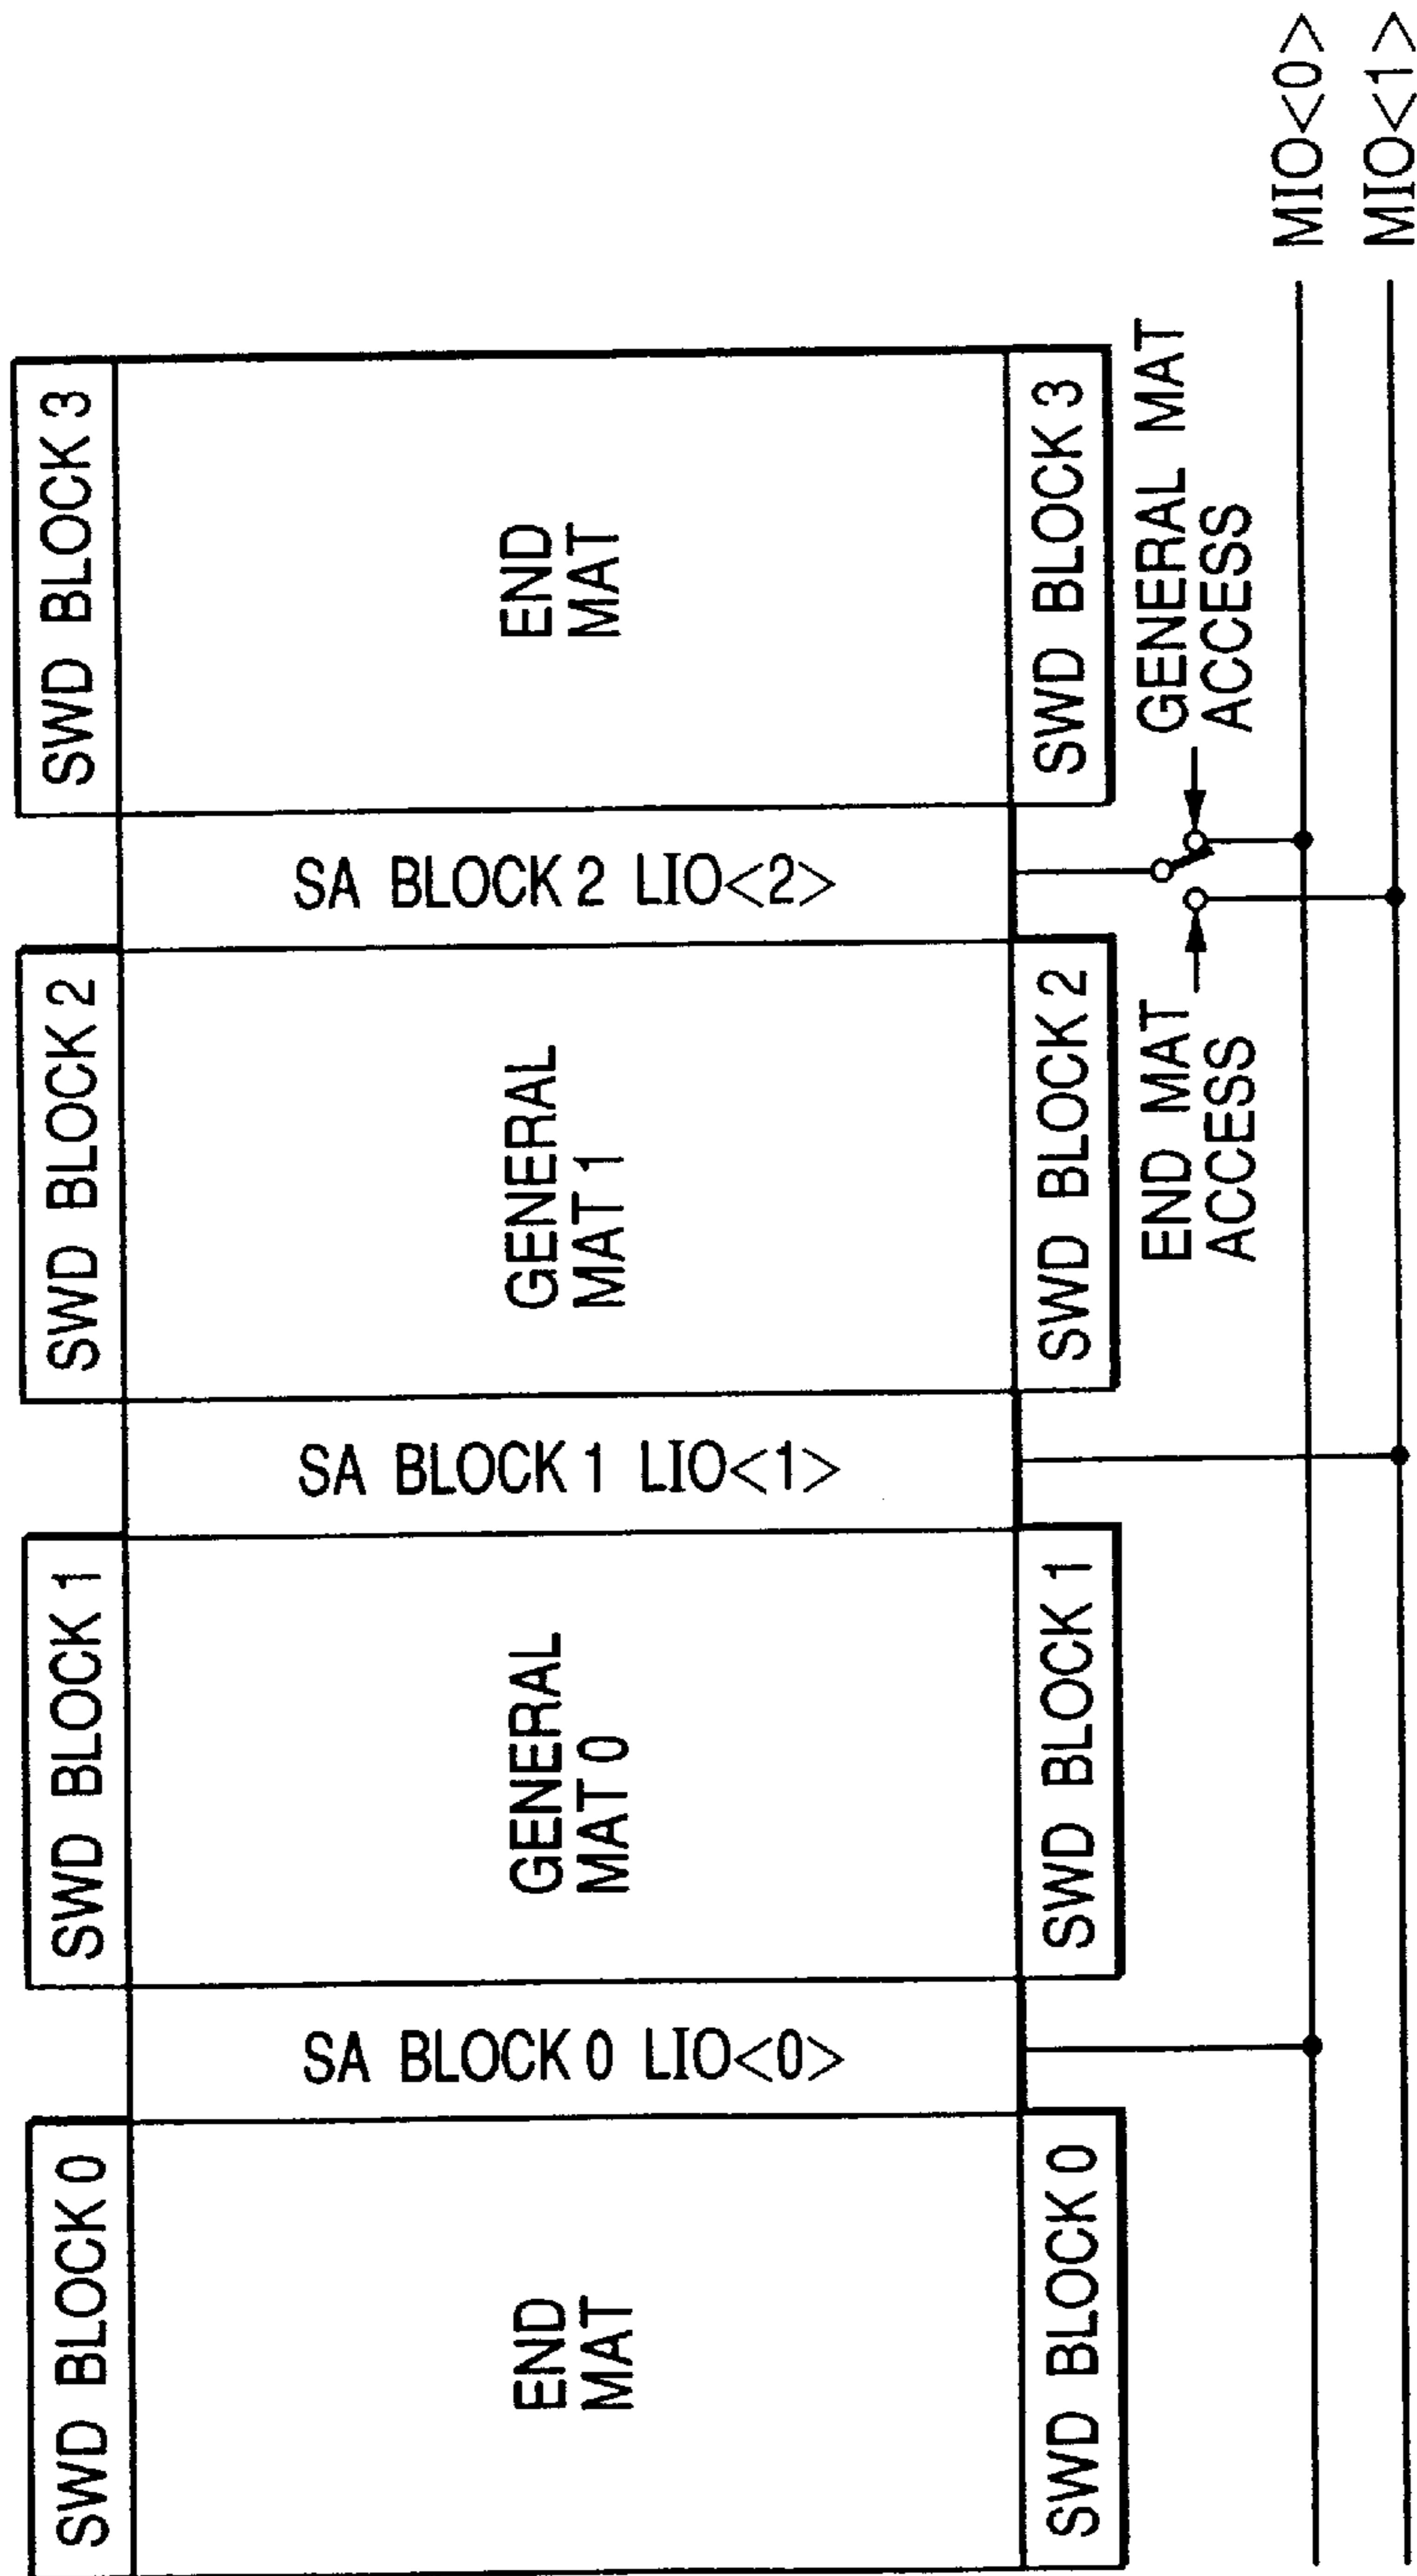 SWD BLOCK 0
SWD BLOCK 1
SWD BLOCK 2
SWD BLOCK 3
END
MAT
SA BLOCK 0 LIO<0>
GENERAL
MAT 0
SA BLOCK 1 LIO<1>
GENERAL
MAT 1
SA BLOCK 2 LIO<2>
END
MAT
SWD BLOCK 0
SWD BLOCK 1
SWD BLOCK 2
SWD BLOCK 3
END MAT
ACCESS
GENERAL MAT
ACCESS
MIO<0>
MIO<1>